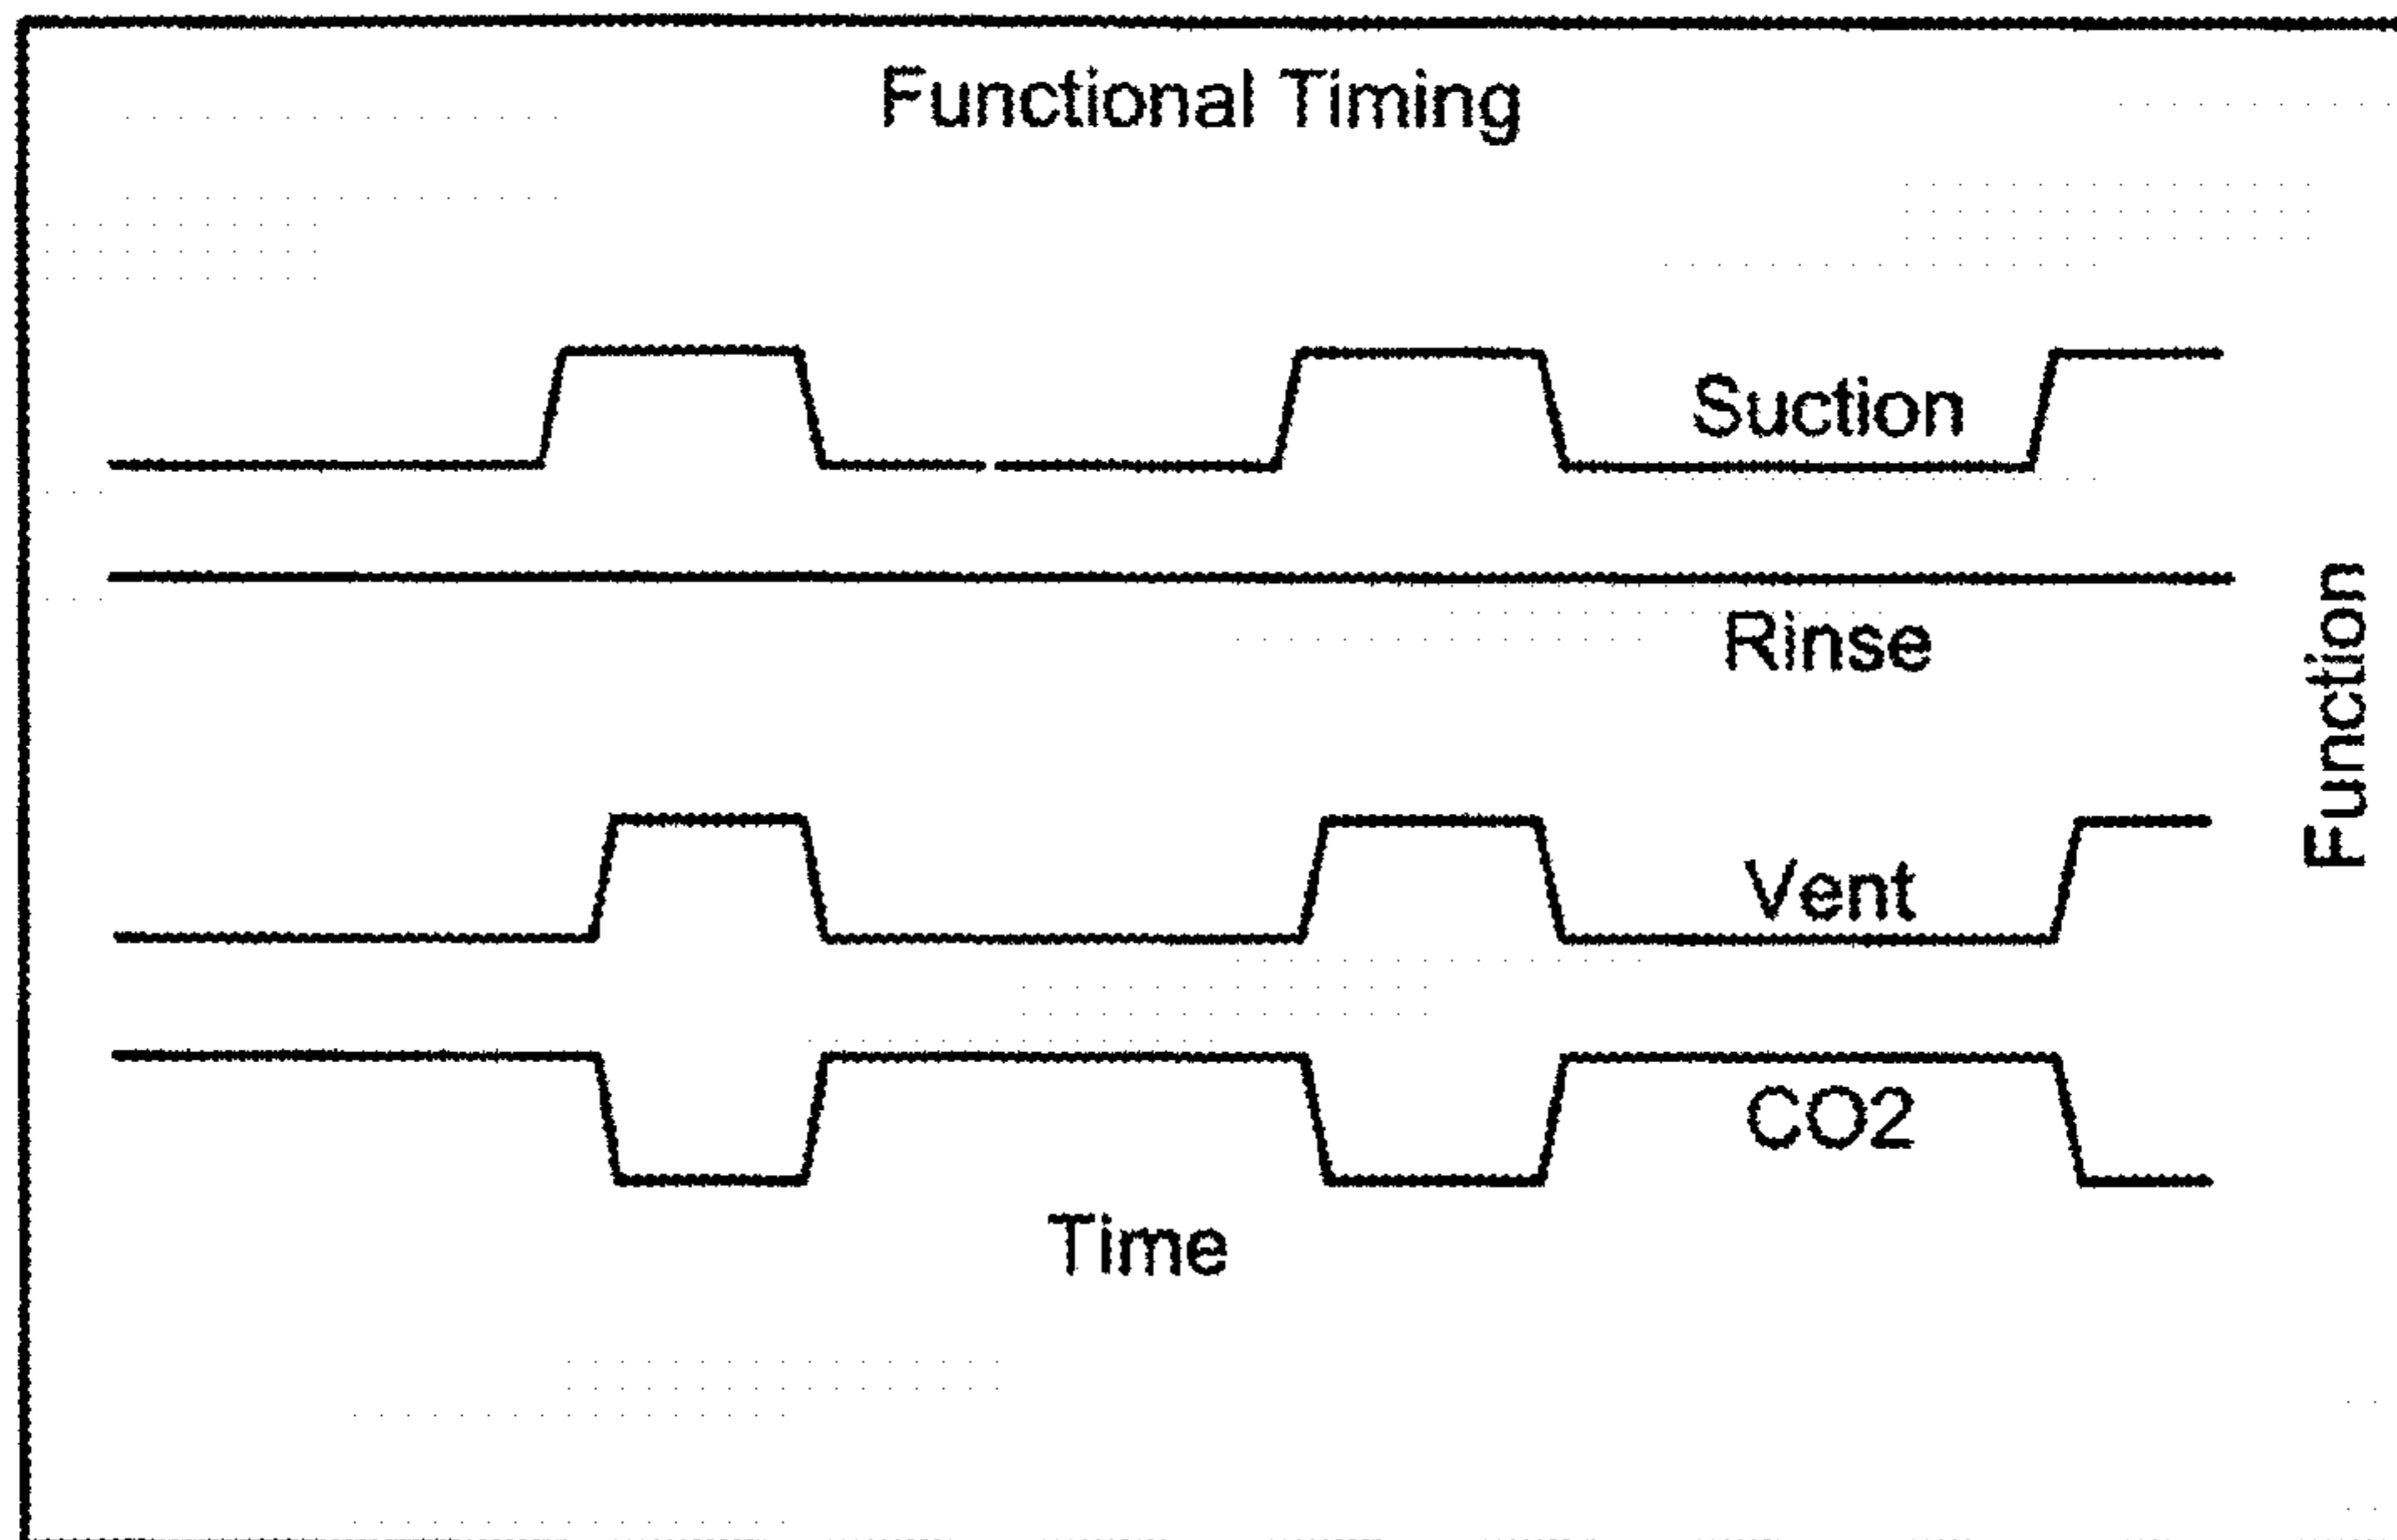 Functional Timing
Suction
Rinse
Function
Vent
CO2
Time